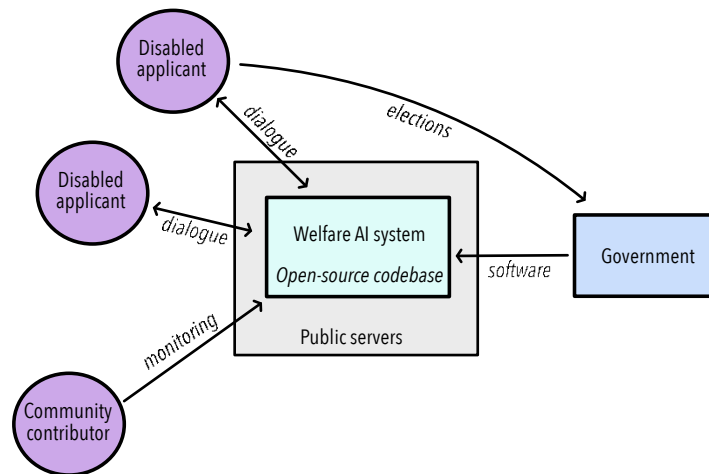 Disabled
applicant
elections
dialogue
Disabled
applicant
dialogue
Welfare AI system
Open-source codebase
software
Government
Public servers
monitoring
Community
contributor